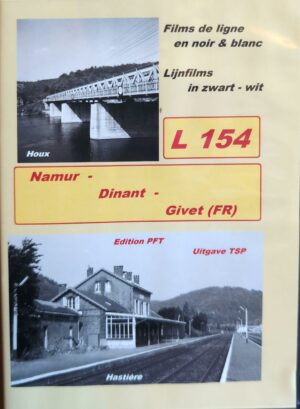 Films de ligne
en noir & blanc
Lijnfilms
in zwart - wit
Houx
L 154
Namur -
Dinant -
Givet (FR)
Edition PFT
Uitgave TSP
Hastière